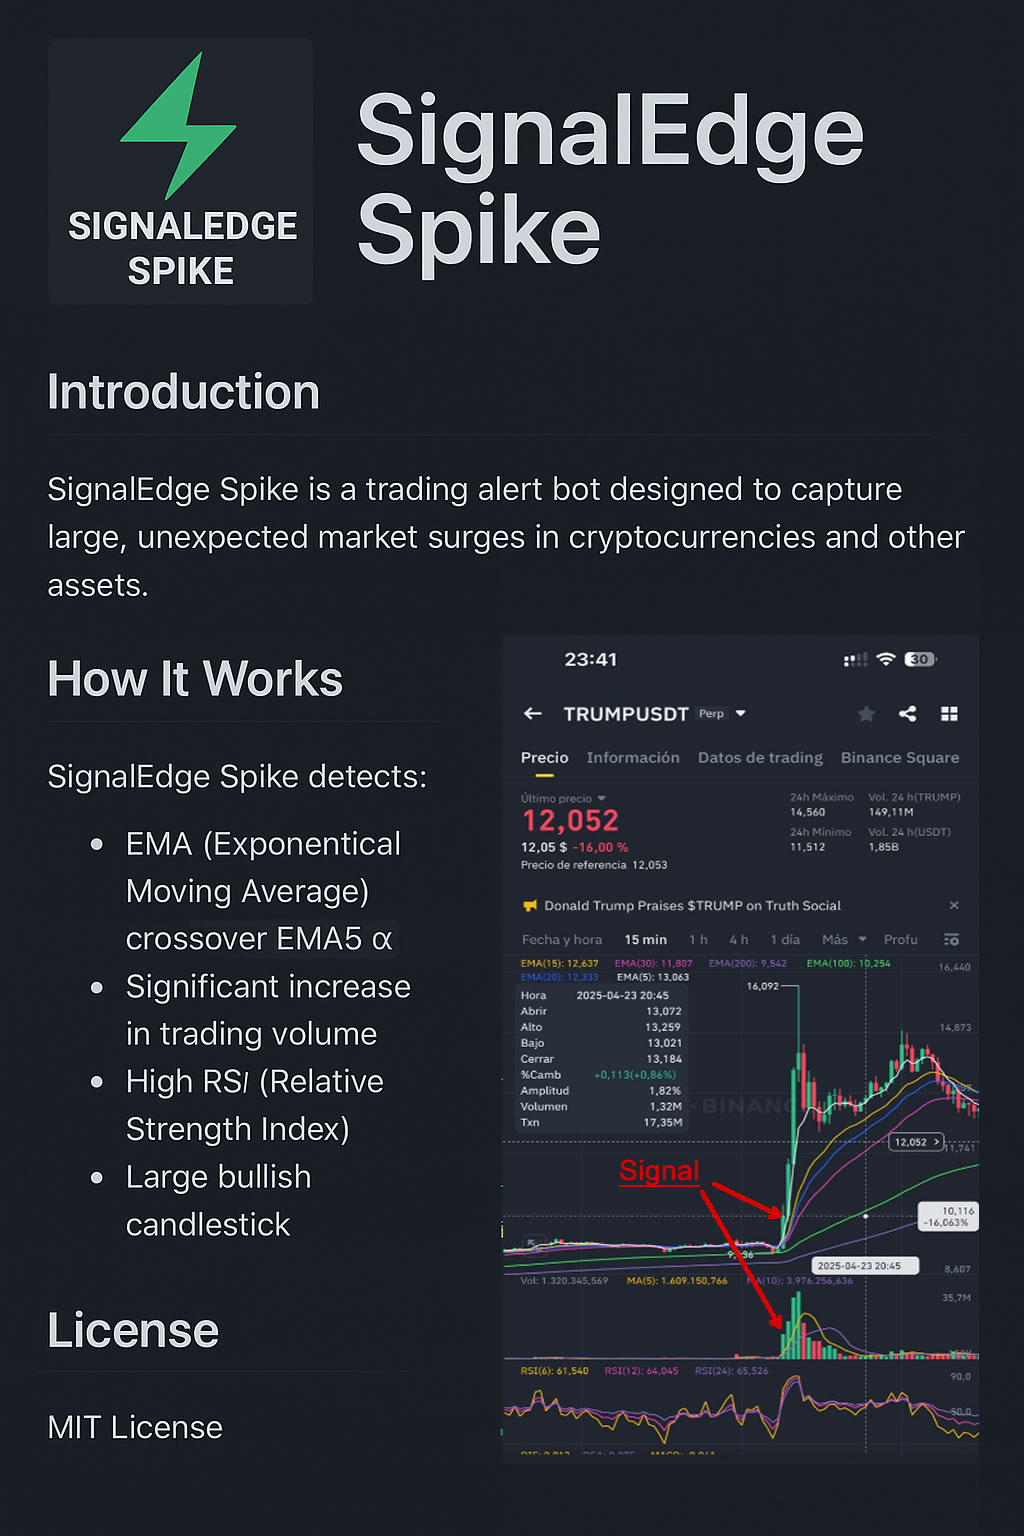 SIGNALEDGE
SPIKE
SignalEdge
Spike
Introduction
SignalEdge Spike is a trading alert bot designed to capture
large, unexpected market surges in cryptocurrencies and other
assets.
How It Works
SignalEdge Spike detects:
EMA (Exponentical
Moving Average)
crossover EMA5 α
Significant increase
in trading volume
High RSI (Relative
Strength Index)
Large bullish
candlestick
License
MIT License
23:41
30
TRUMPUSDT Perp
Precio Información Datos de trading Binance Square
Último precio
12,052
12,05 $ -16,00 %
Precio de referencia 12,053
24h Máximo Vol. 24 h(TRUMP)
14,560 149,11M
24h Mínimo Vol. 24 h(USDT)
11,512 1,85B
Donald Trump Praises $TRUMP on Truth Social
Fecha y hora 15 min 1 h 4 h 1 día Más Profu
EMA(15): 12,637 EMA(30): 11,807 EMA(200): 9,542 EMA(100): 10,254
EMA(20): 12,333 EMA(5): 13,063
16,440
Hora 2025-04-23 20:45
Abrir 13,072
Alto 13,259
Bajo 13,021
Cerrar 13,184
%Camb +0,113(+0,86%)
Amplitud 1,82%
Volumen 1,32M
Txn 17,35M
16,092
14,873
BINANC
12,052
11,741
Signal
10,116
-16,063%
2025-04-23 20:45
8,607
Vol: 1.320.345,569 MA(5): 1.609.150,766 MA(10): 3.976.256,636
35,7M
RSI(6): 61,540 RSI(12): 64,045 RSI(24): 65,526
90,0
50,0